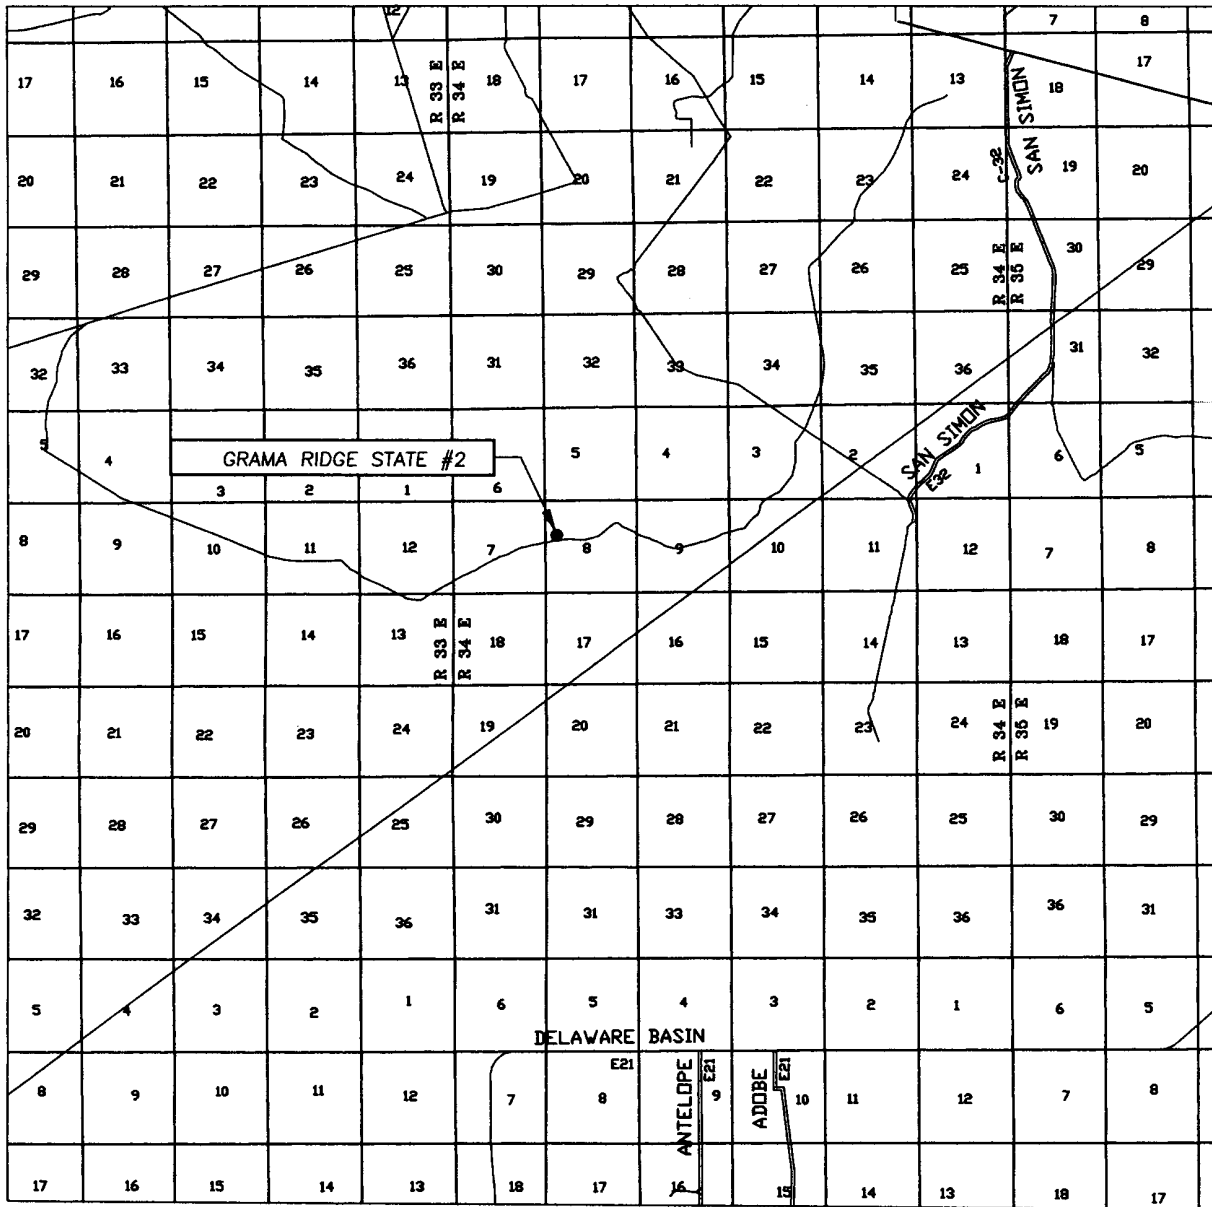 12 7 8
17 16 15 14 13 18 17 16 15 14 13 18 17
R 33 E
R 34 E
SAN SIMON
C-32
20 21 22 23 24 19 20 21 22 23 24 19 20
29 28 27 26 25 30 29 28 27 26 25 30 29
R 34 E
R 35 E
32 33 34 35 36 31 32 33 34 35 36 31 32
5 4 3 2 1 6 5 4 3 2 1 6 5
GRAMA RIDGE STATE #2
SAN SIMON
E32
8 9 10 11 12 7 8 9 10 11 12 7 8
17 16 15 14 13 18 17 16 15 14 13 18 17
R 33 E
R 34 E
20 21 22 23 24 19 20 21 22 23 24 19 20
R 34 E
R 35 E
29 28 27 26 25 30 29 28 27 26 25 30 29
32 33 34 35 36 31 31 33 34 35 36 36 31
5 4 3 2 1 6 5 4 3 2 1 6 5
DELAWARE BASIN
E21
ANTELOPE
E21
ADOBE
E21
8 9 10 11 12 7 8 9 10 11 12 7 8
17 16 15 14 13 18 17 16 15 14 13 18 17